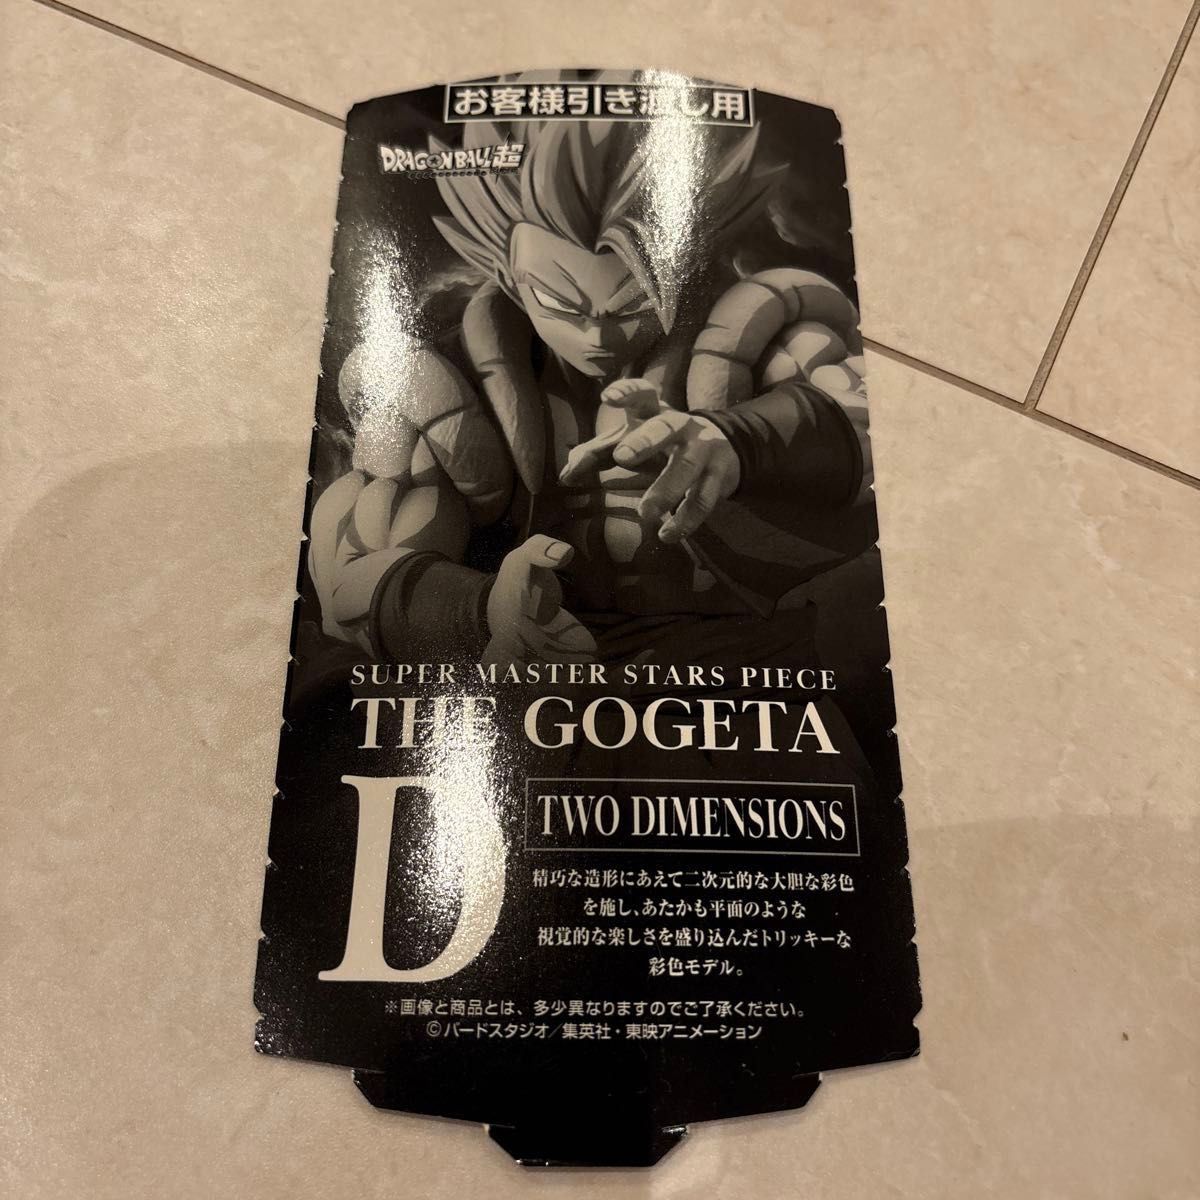 お客様引き渡し用
DRAGONBALL超
SUPER MASTER STARS PIECE
THE GOGETA
D
TWO DIMENSIONS
精巧な造形にあえて二次元的な大胆な彩色
を施し、あたかも平面のような
視覚的な楽しさを盛り込んだトリッキーな
彩色モデル。
※画像と商品とは、多少異なりますのでご了承ください。
©バードスタジオ/集英社・東映アニメーション